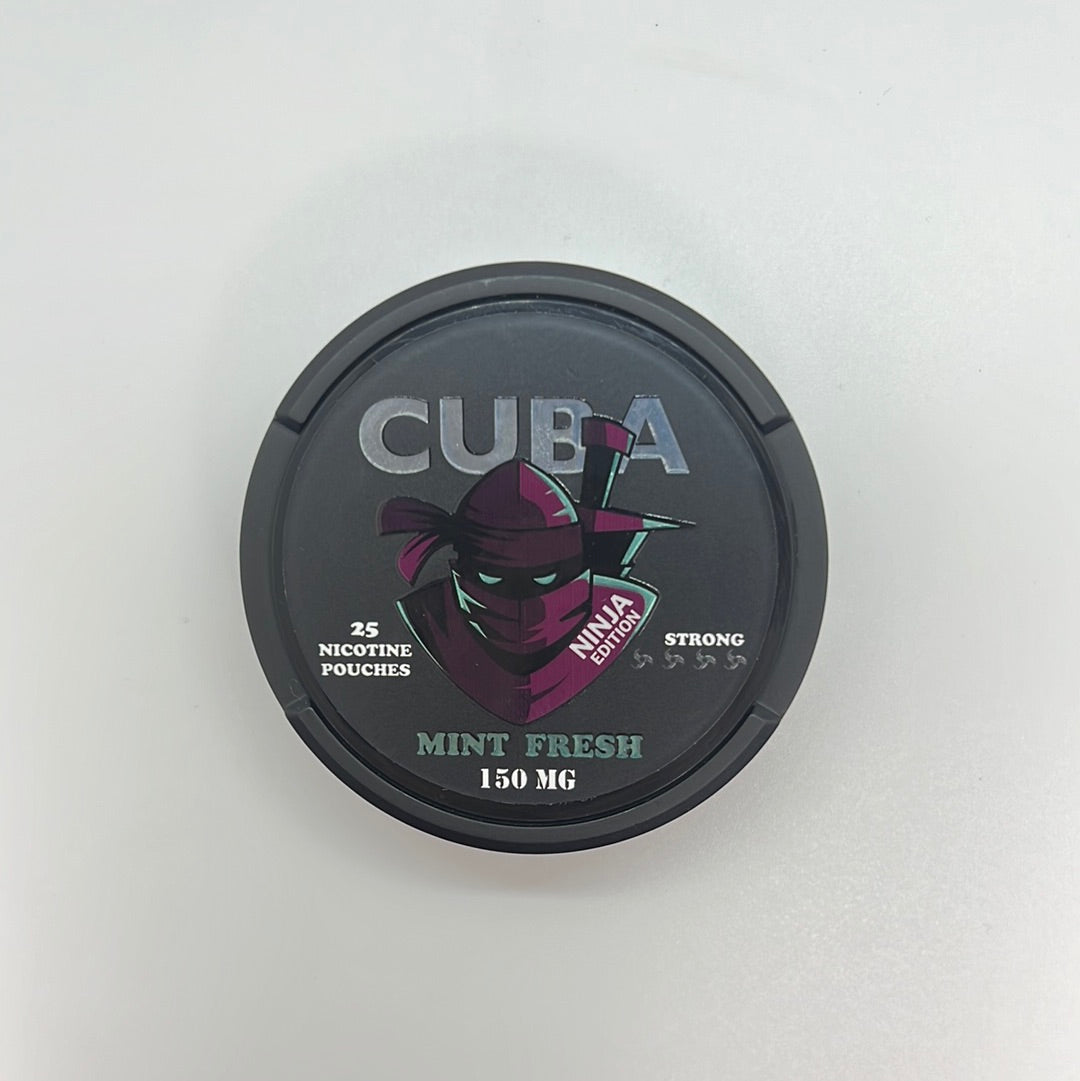 CUBA
NINJA
EDITION
25
NICOTINE
POUCHES
STRONG
MINT FRESH
150 MG